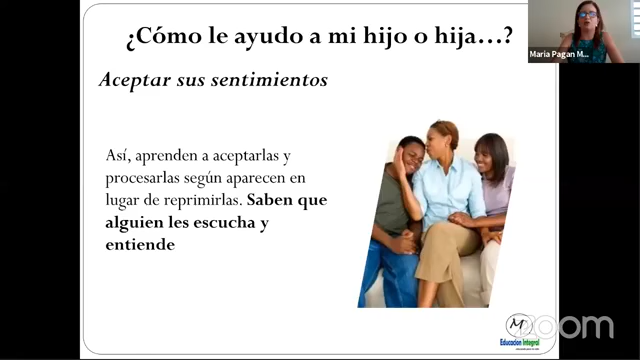 ¿Cómo le ayudo a mi hijo o hija...?
Maria Pagan M...
Aceptar sus sentimientos
Así, aprenden a aceptarlas y
procesarlas según aparecen en
lugar de reprimirlas. Saben que
alguien les escucha y
entiende
Educacion Integral
zoom